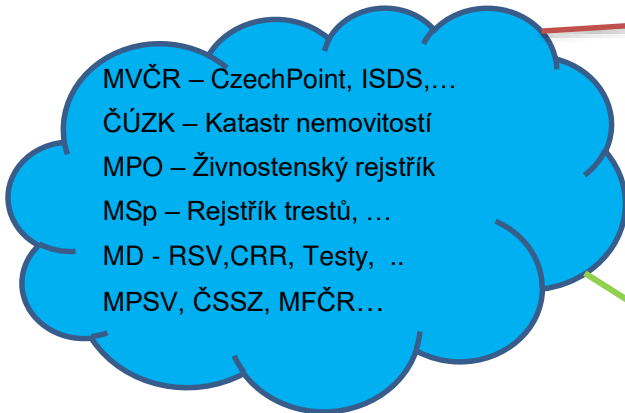 MVČR – CzechPoint, ISDS,…
ČÚZK – Katastr nemovitostí
MPO – Živnostenský rejstřík
MSp – Rejstřík trestů, …
MD - RSV,CRR, Testy, ..
MPSV, ČSSZ, MFČR…